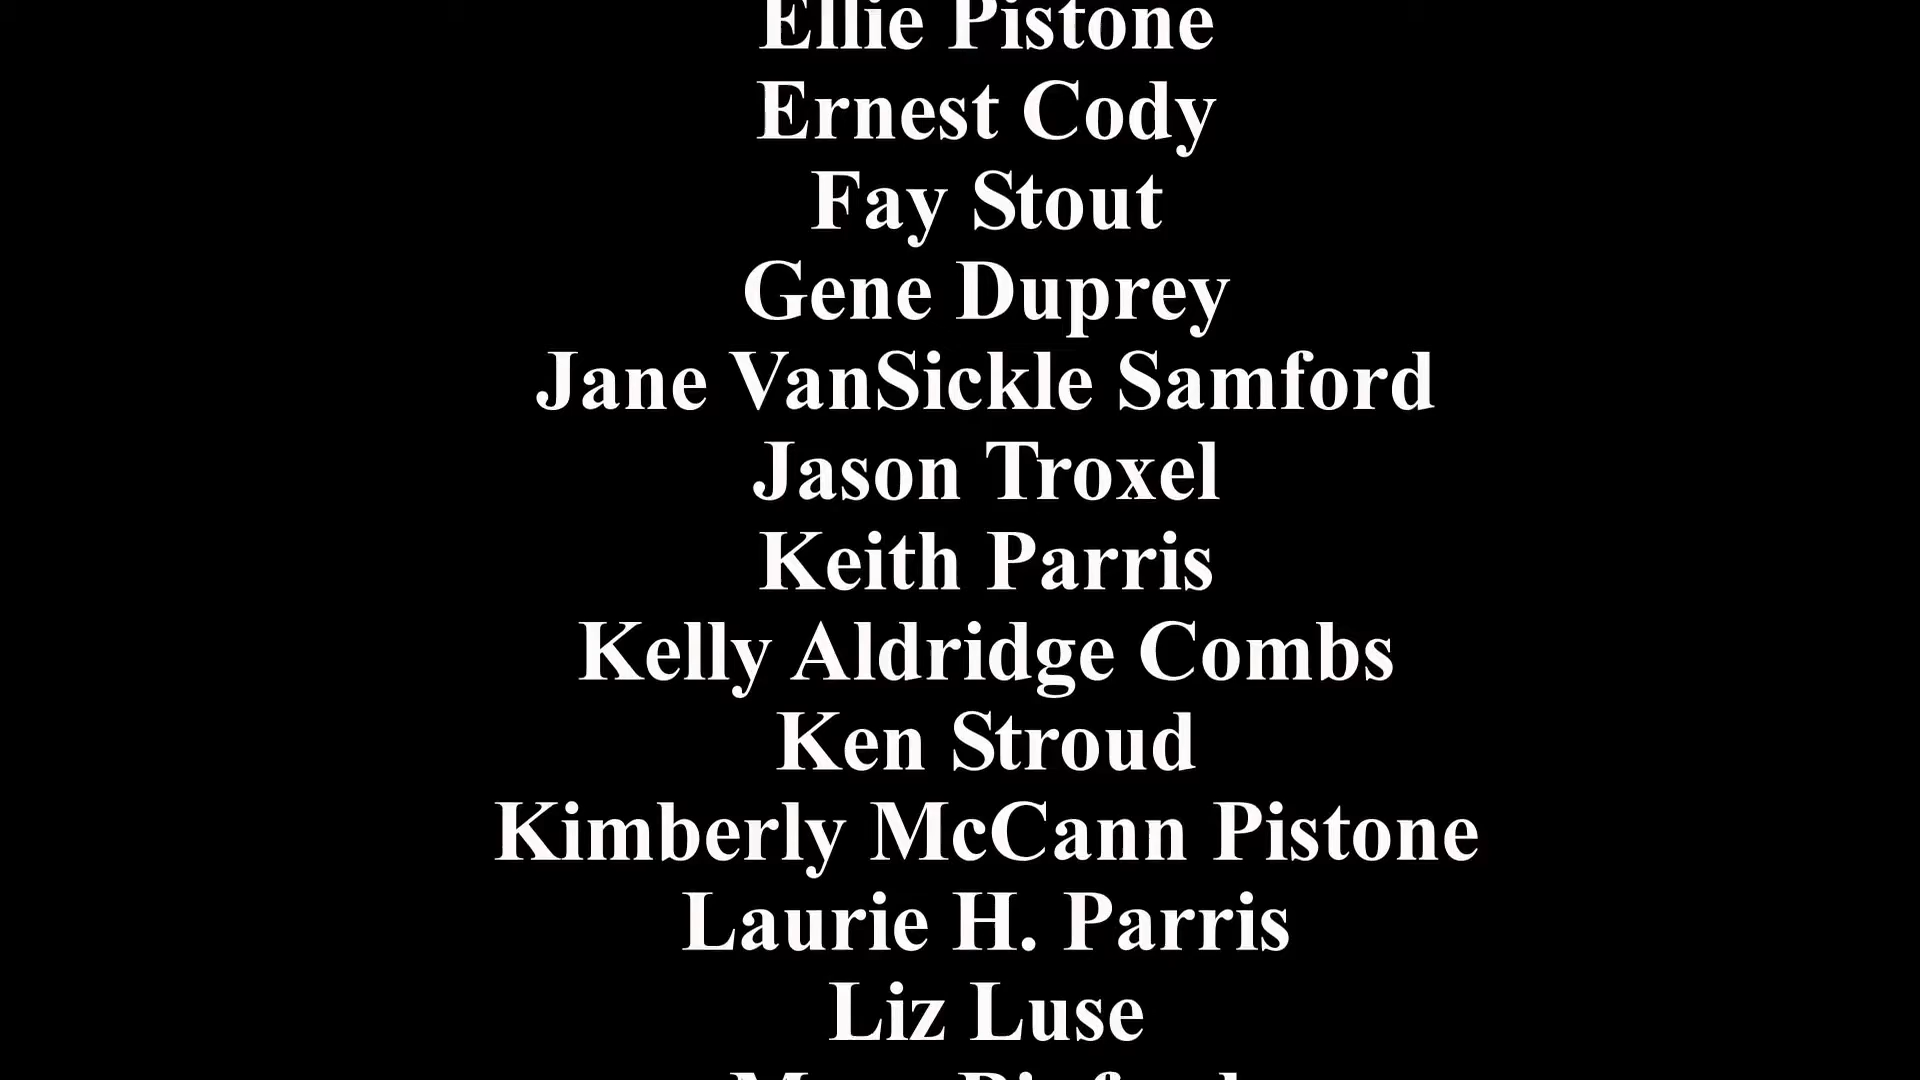 Ellie Pistone
Ernest Cody
Fay Stout
Gene Duprey
Jane VanSickle Samford
Jason Troxel
Keith Parris
Kelly Aldridge Combs
Ken Stroud
Kimberly McCann Pistone
Laurie H. Parris
Liz Luse